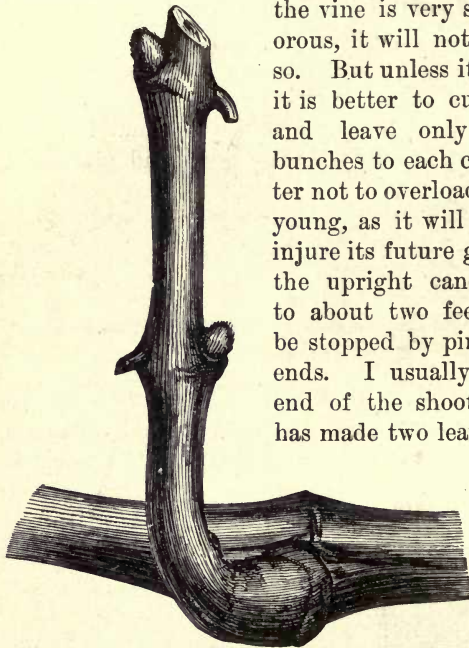 the vine is very s
orous, it will not
so. But unless it
it is better to cu
and leave only
bunches to each c
ter not to overload
young, as it will
injure its future g
the upright can
to about two fee
be stopped by pin
ends. I usually
end of the shoot
has made two lea